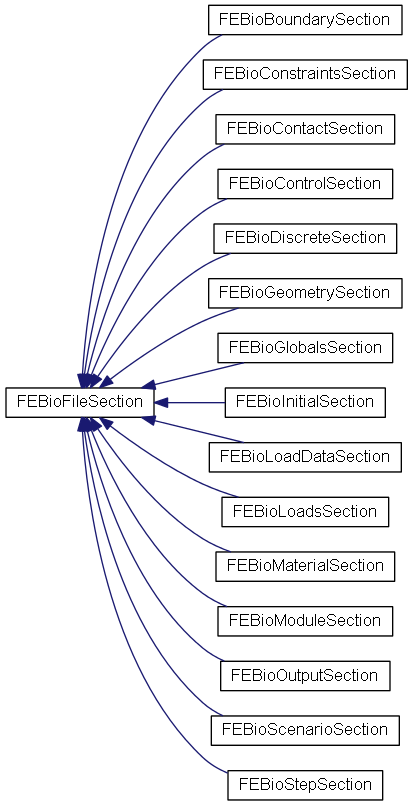 FEBioBoundarySection
FEBioConstraintsSection
FEBioContactSection
FEBioControlSection
FEBioDiscreteSection
FEBioGeometrySection
FEBioGlobalsSection
FEBioFileSection
FEBioInitialSection
FEBioLoadDataSection
FEBioLoadsSection
FEBioMaterialSection
FEBioModuleSection
FEBioOutputSection
FEBioScenarioSection
FEBioStepSection